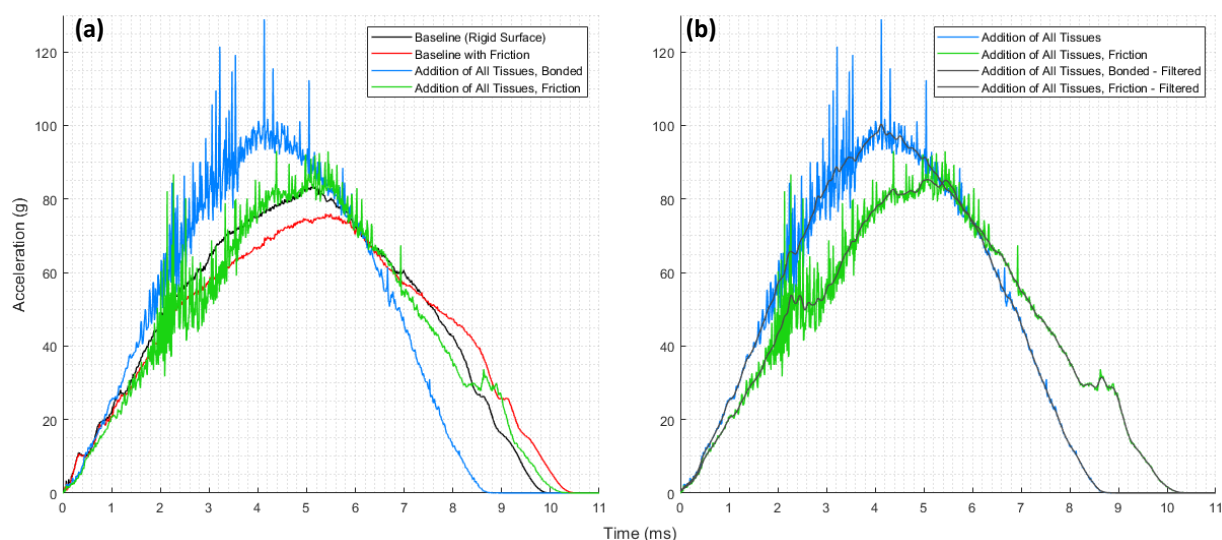 (a)
Baseline (Rigid Surface)
Baseline with Friction
Addition of All Tissues, Bonded
Addition of All Tissues, Friction
(b)
Addition of All Tissues
Addition of All Tissues, Friction
Addition of All Tissues, Bonded - Filtered
Addition of All Tissues, Friction - Filtered
Acceleration (g)
120
100
80
60
40
20
0
0 1 2 3 4 5 6 7 8 9 10 11
120
100
80
60
40
20
0
0 1 2 3 4 5 6 7 8 9 10 11
Time (ms)